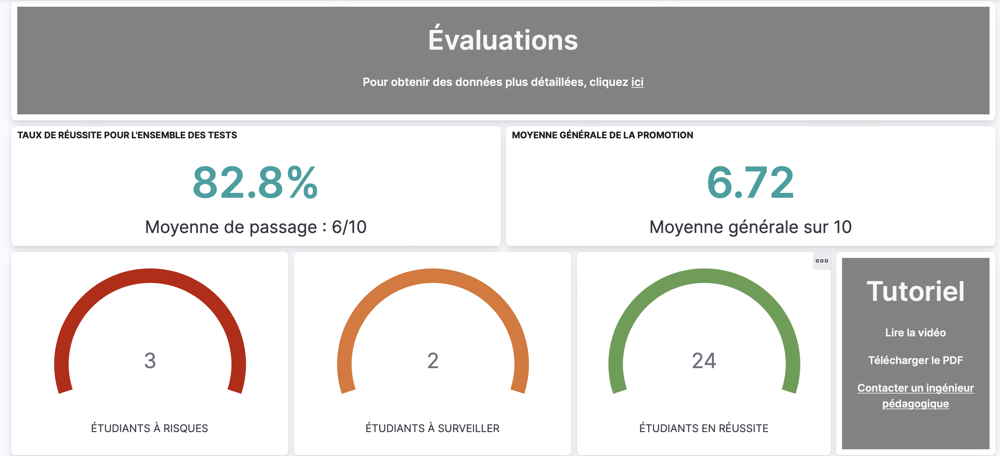 Évaluations
Pour obtenir des données plus détaillées, cliquez ici
TAUX DE RÉUSSITE POUR L'ENSEMBLE DES TESTS
82.8%
Moyenne de passage : 6/10
MOYENNE GÉNÉRALE DE LA PROMOTION
6.72
Moyenne générale sur 10
3
ÉTUDIANTS À RISQUES
2
ÉTUDIANTS À SURVEILLER
24
ÉTUDIANTS EN RÉUSSITE
Tutoriel
Lire la vidéo
Télécharger le PDF
Contacter un ingénieur
pédagogique